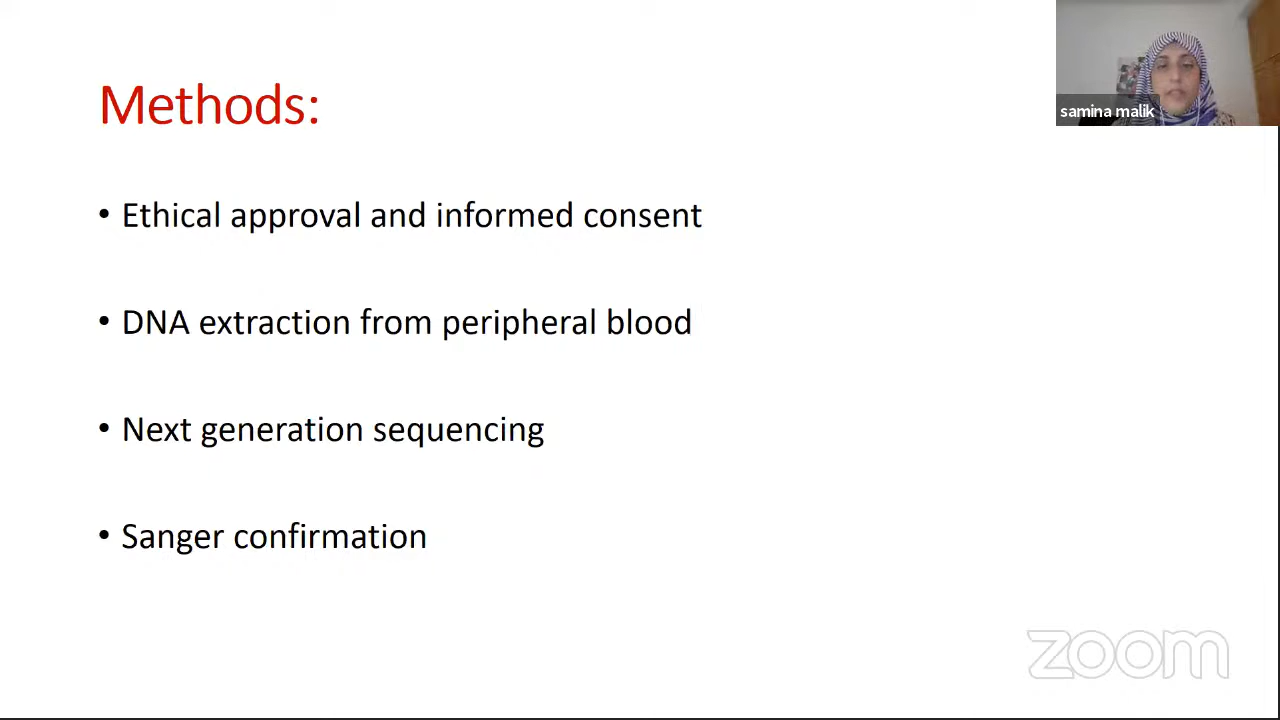 Methods:
samina malik
• Ethical approval and informed consent
• DNA extraction from peripheral blood
• Next generation sequencing
• Sanger confirmation
zoom